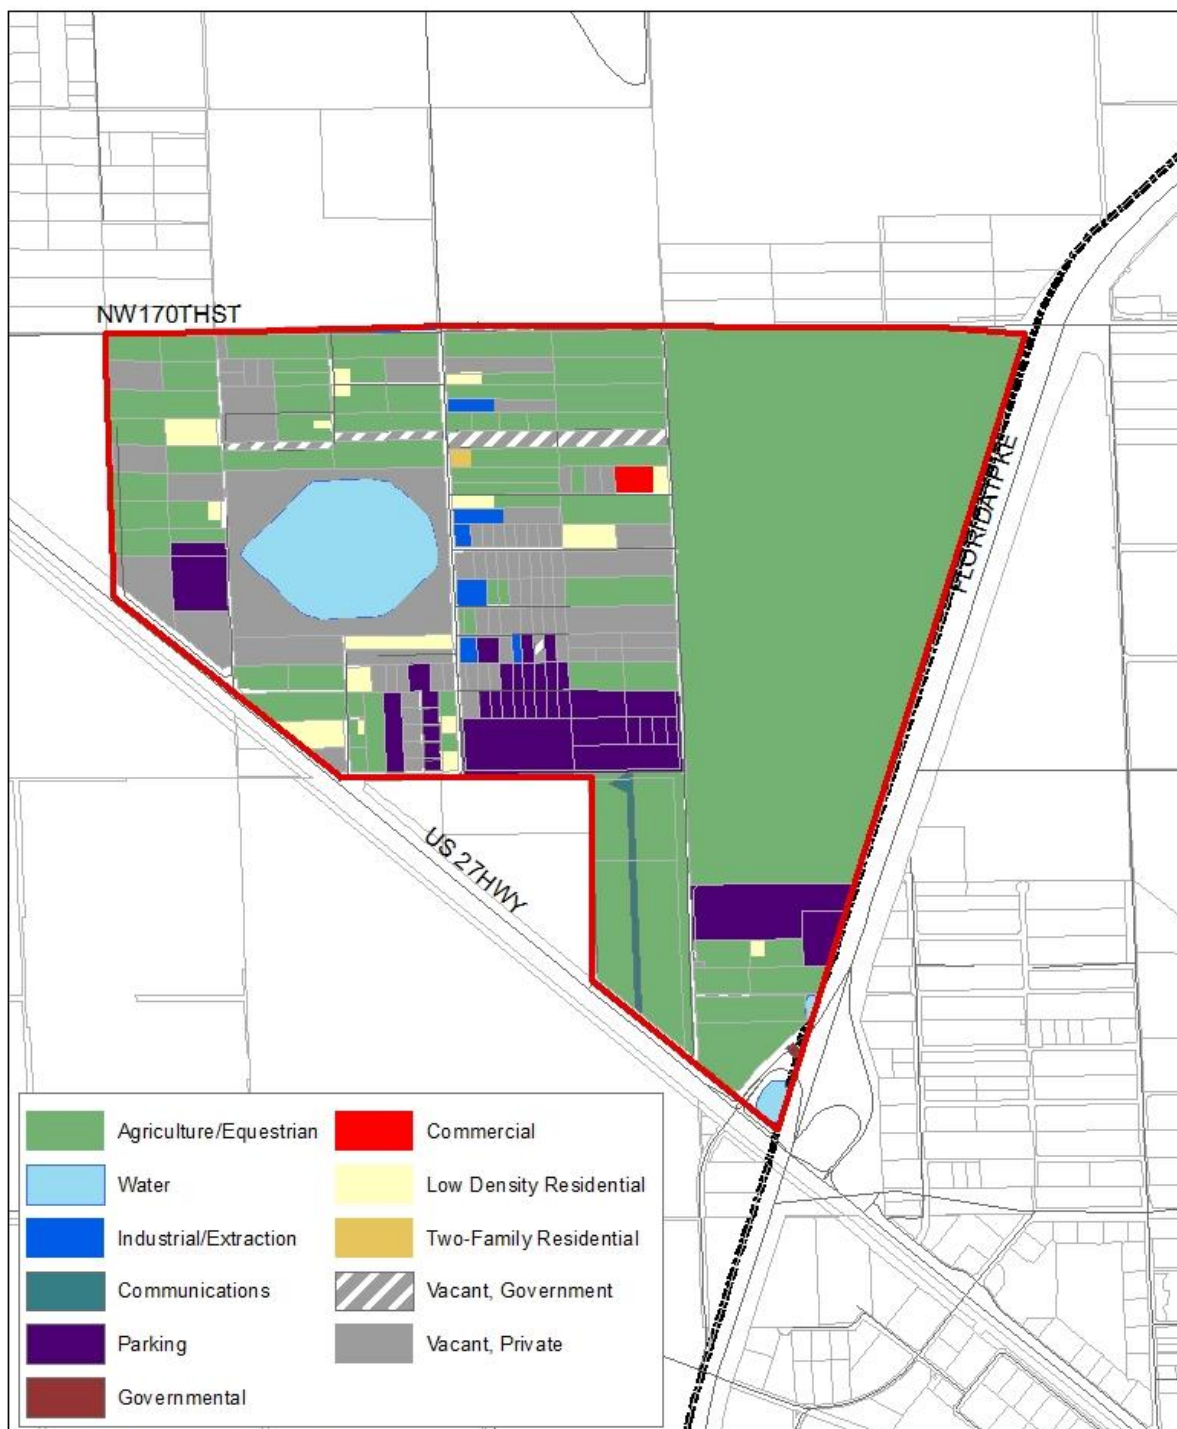 NW170THST
FLORIDATPKE
US 27HWY
Agriculture/Equestrian
Water
Industrial/Extraction
Communications
Parking
Governmental
Commercial
Low Density Residential
Two-Family Residential
Vacant, Government
Vacant, Private